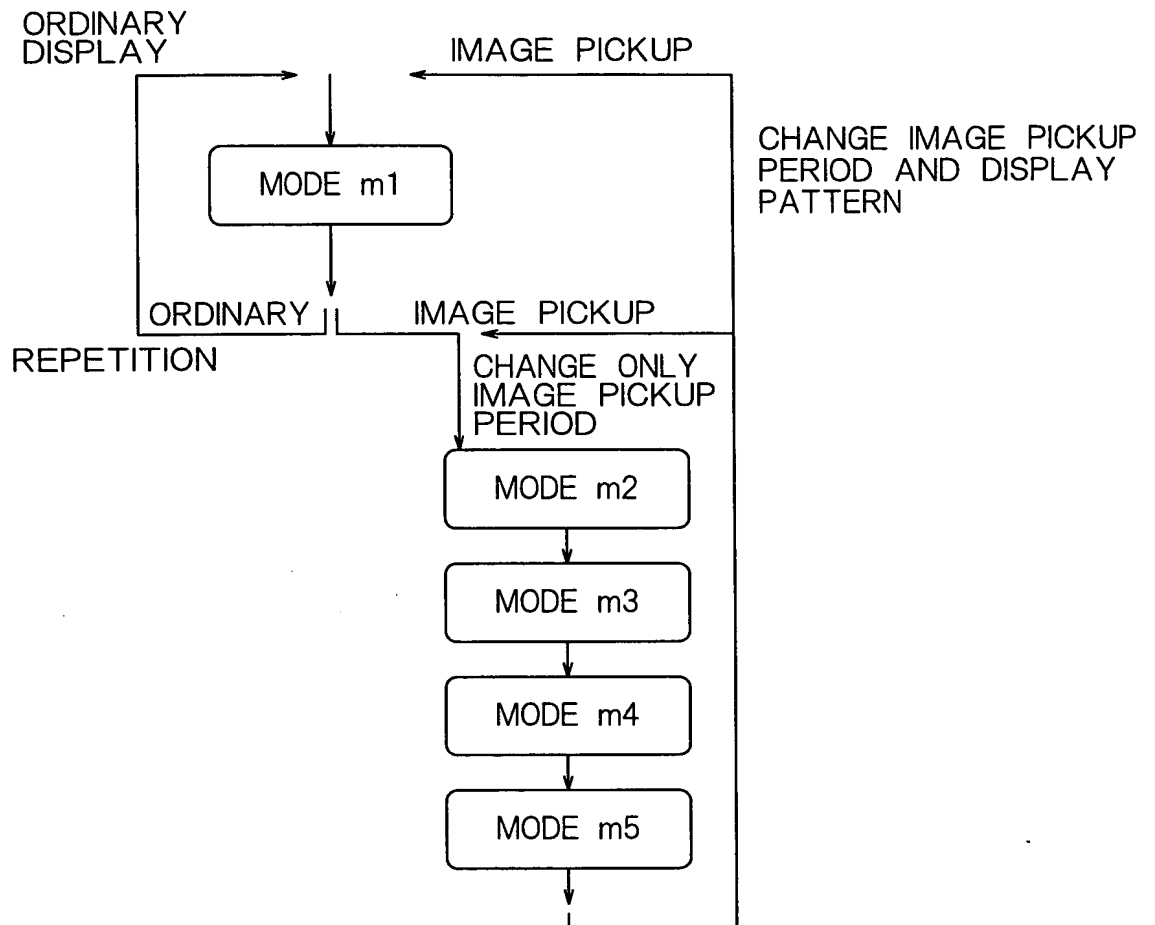 ORDINARY
DISPLAY
IMAGE PICKUP
CHANGE IMAGE PICKUP
PERIOD AND DISPLAY
PATTERN
MODE m1
ORDINARY
IMAGE PICKUP
REPETITION
CHANGE ONLY
IMAGE PICKUP
PERIOD
MODE m2
MODE m3
MODE m4
MODE m5